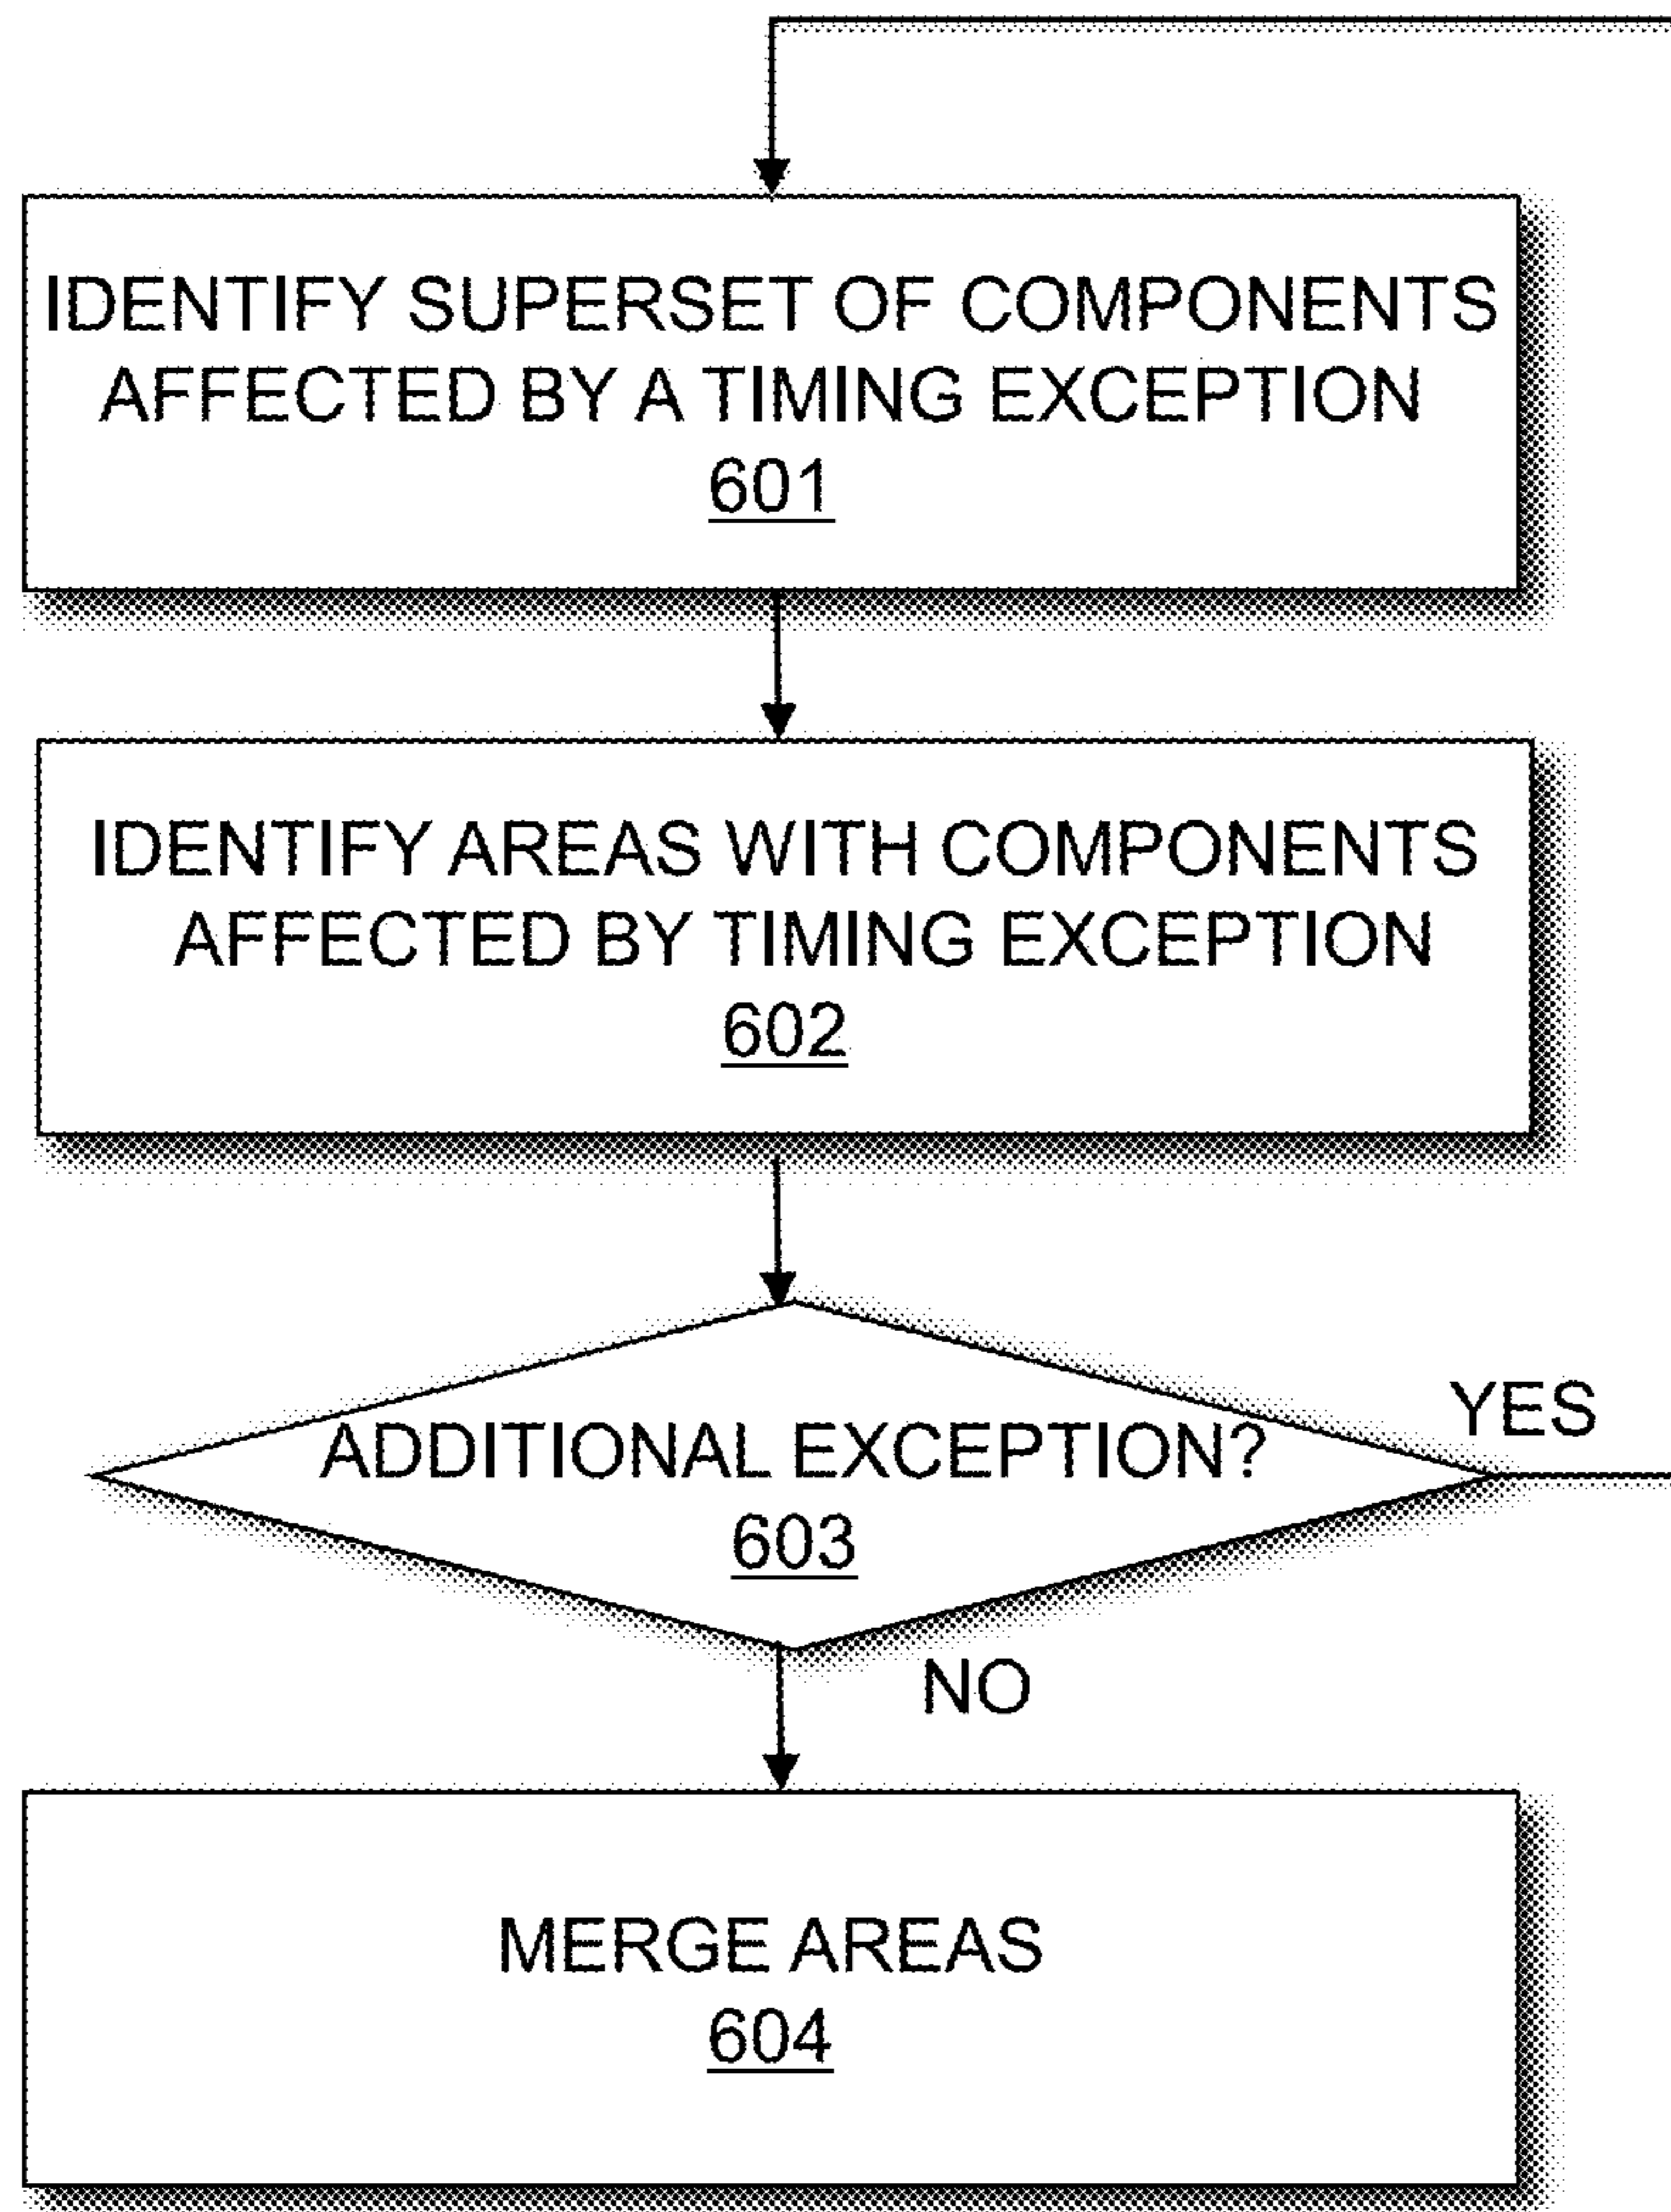 IDENTIFY SUPERSET OF COMPONENTS
AFFECTED BY A TIMING EXCEPTION
601
IDENTIFY AREAS WITH COMPONENTS
AFFECTED BY TIMING EXCEPTION
602
YES
ADDITIONAL EXCEPTION?
603
NO
MERGE AREAS
604